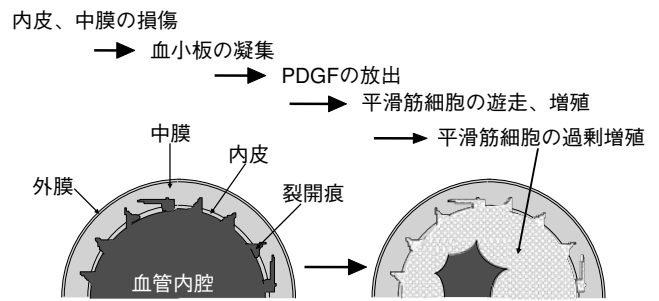 内皮、中膜の損傷
血小板の凝集
PDGFの放出
平滑筋細胞の遊走、増殖
平滑筋細胞の過剰増殖
中膜
内皮
外膜
裂開痕
血管内腔